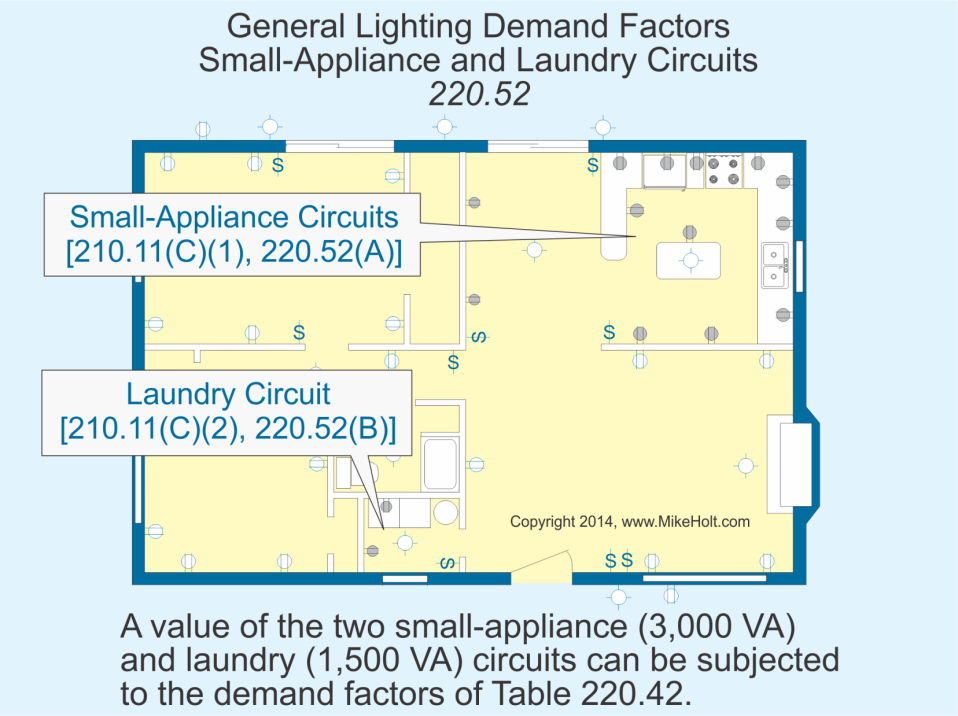 General Lighting Demand Factors
Small-Appliance and Laundry Circuits
220.52
S
S
Small-Appliance Circuits
[210.11(C)(1), 220.52(A)]
S
S
S
S
Laundry Circuit
[210.11(C)(2), 220.52(B)]
Copyright 2014, www.MikeHolt.com
S
S S
A value of the two small-appliance (3,000 VA)
and laundry (1,500 VA) circuits can be subjected
to the demand factors of Table 220.42.